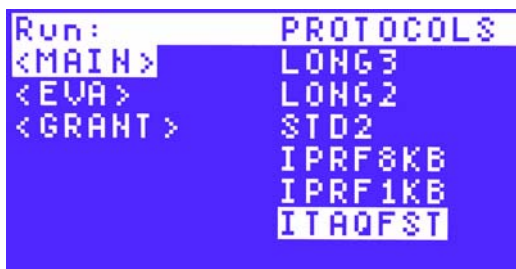 Run: PROTOCOLS
<MAIN> LONG3
<EVA> LONG2
<GRANT> STD2
IPRF8KB
IPRF1KB
ITAQFST